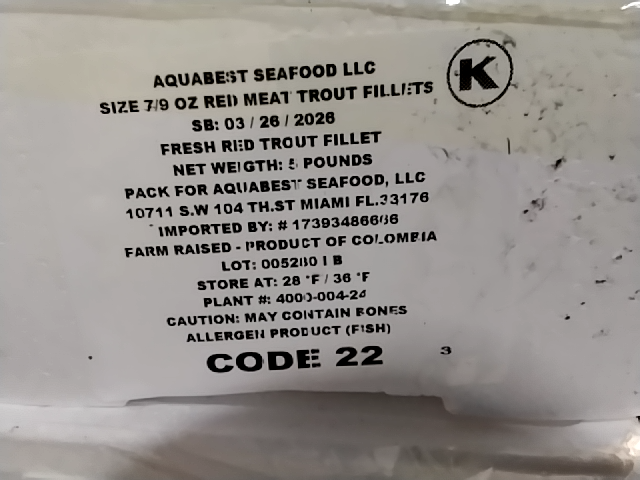 AQUABEST SEAFOOD LLC
K
SIZE 7/9 OZ RED MEAT TROUT FILLETS
SB: 03 / 26 / 2026
FRESH RED TROUT FILLET
NET WEIGTH: 5 POUNDS
PACK FOR AQUABEST SEAFOOD, LLC
10711 S.W 104 TH.ST MIAMI FL.33176
IMPORTED BY: # 17393486686
FARM RAISED - PRODUCT OF COLOMBIA
LOT: 005280 I B
STORE AT: 28 °F / 36 °F
PLANT #: 4000-004-24
CAUTION: MAY CONTAIN BONES
ALLERGEN PRODUCT (FISH)
CODE 22
3